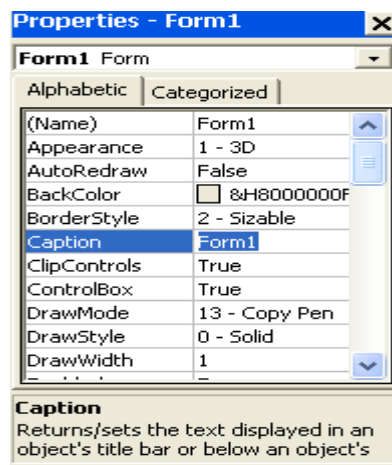 Properties - Form1
Form1 Form
Alphabetic Categorized
(Name) Form1
Appearance 1 - 3D
AutoRedraw False
BackColor &H8000000F
BorderStyle 2 - Sizable
Caption Form1
ClipControls True
ControlBox True
DrawMode 13 - Copy Pen
DrawStyle 0 - Solid
DrawWidth 1
Caption
Returns/sets the text displayed in an
object's title bar or below an object's